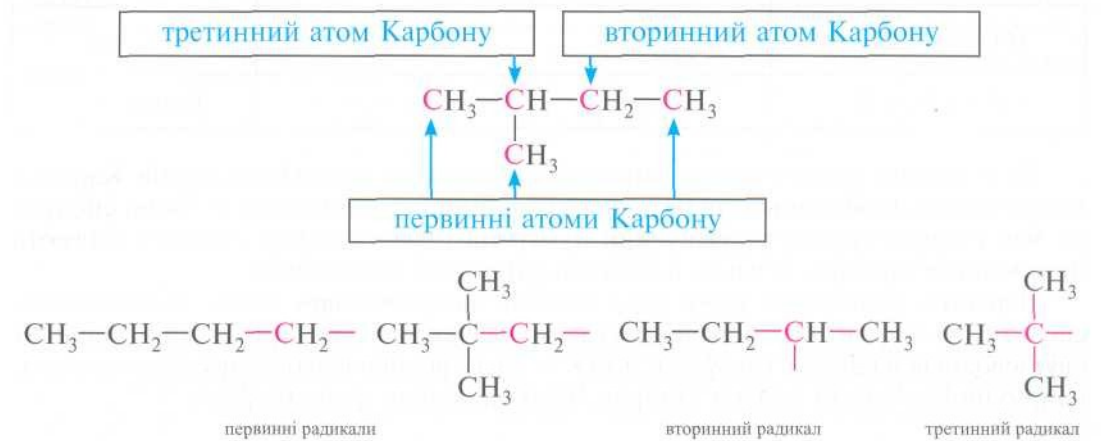 третинний атом Карбону вторинний атом Карбону
CH₃—CH—CH₂—CH₃
CH₃
первинні атоми Карбону
CH₃ CH₃
CH₃—CH₂—CH₂—CH₂— CH₃—C—CH₂— CH₃—CH₂—CH—CH₃ CH₃—C—
CH₃ CH₃
первинні радикали вторинний радикал третинний радикал